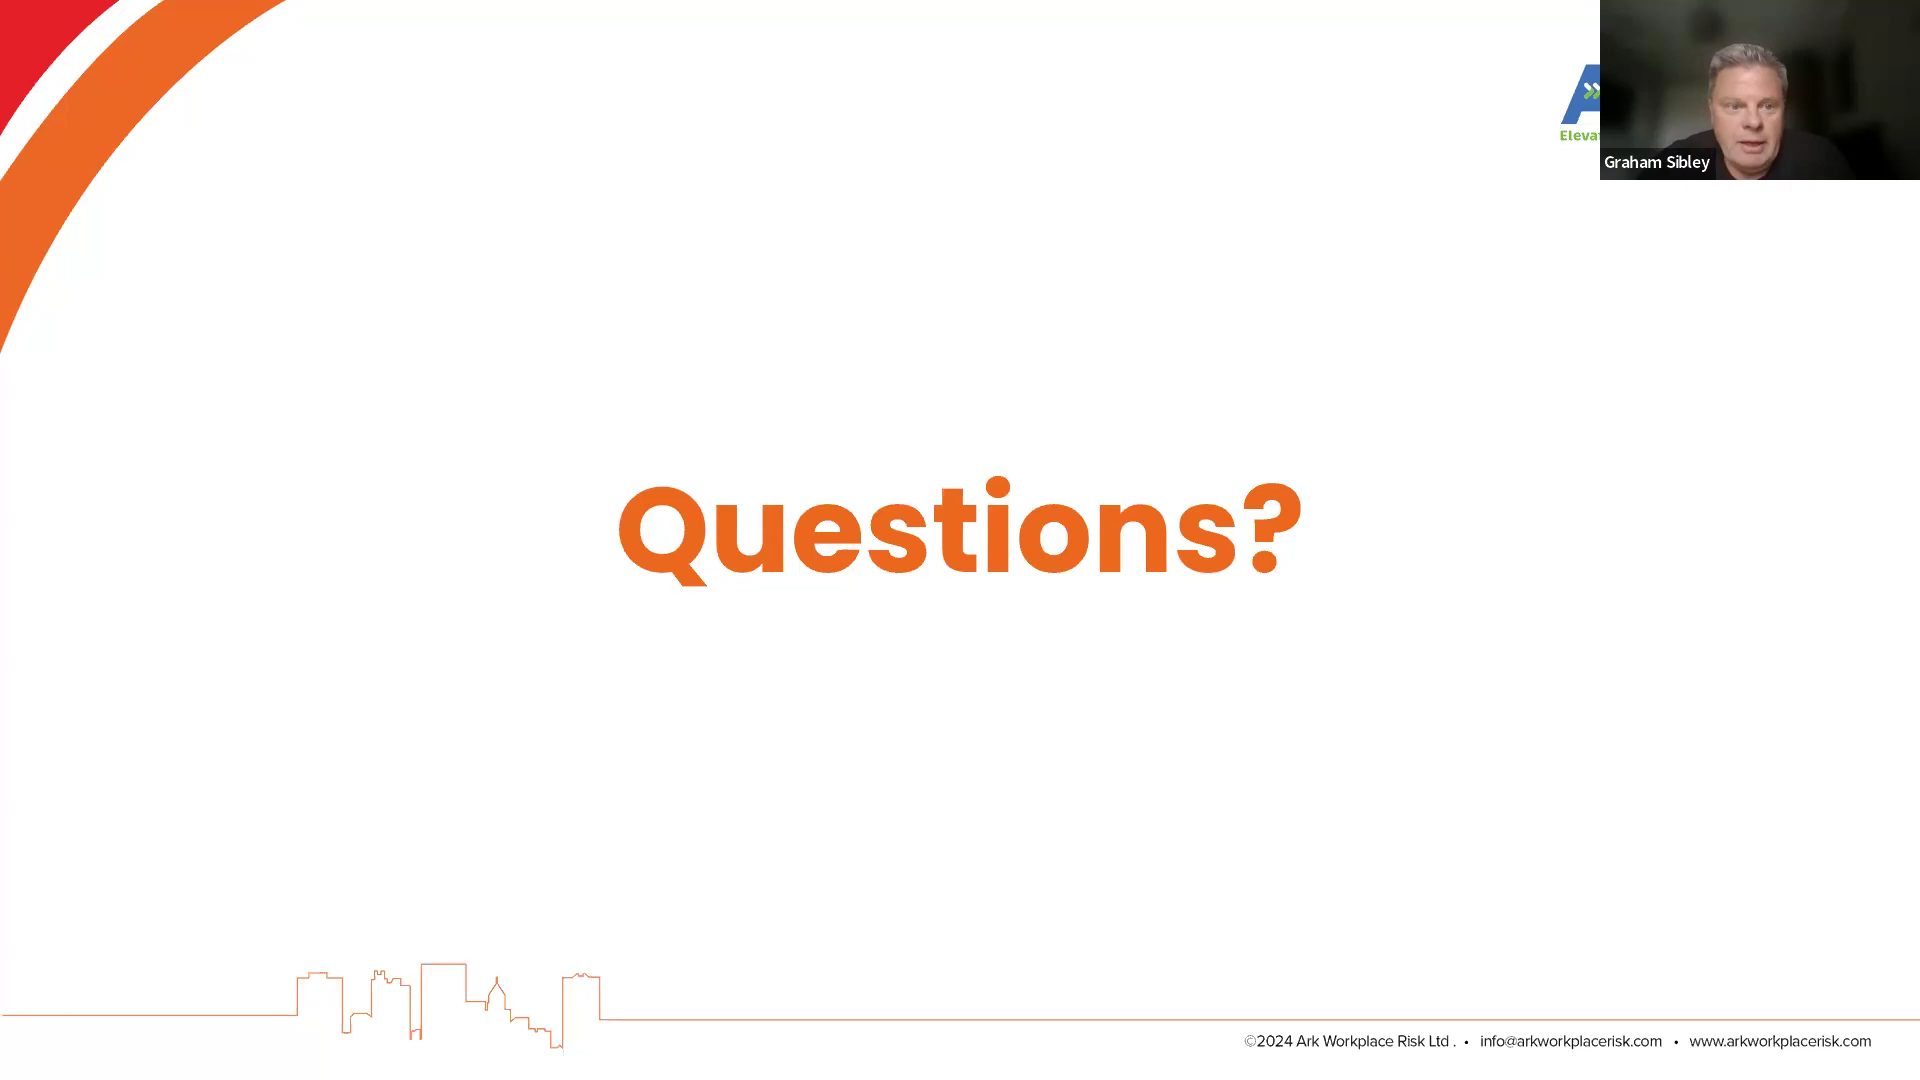 Graham Sibley
Questions?
©2024 Ark Workplace Risk Ltd . • info@arkworkplacerisk.com • www.arkworkplacerisk.com